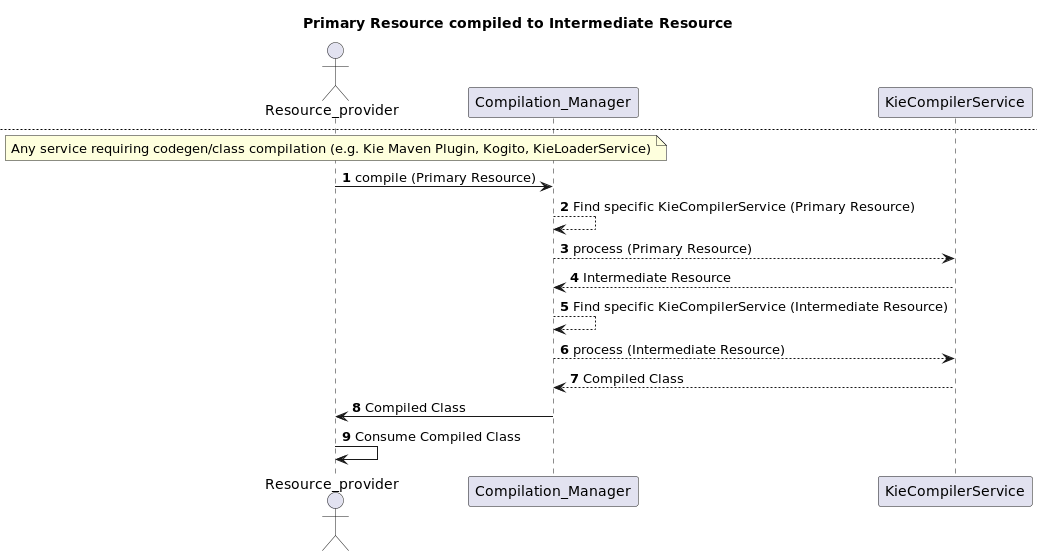 Primary Resource compiled to Intermediate Resource
Resource_provider
Compilation_Manager
KieCompilerService
Any service requiring codegen/class compilation (e.g. Kie Maven Plugin, Kogito, KieLoaderService)
1 compile (Primary Resource)
2 Find specific KieCompilerService (Primary Resource)
3 process (Primary Resource)
4 Intermediate Resource
5 Find specific KieCompilerService (Intermediate Resource)
6 process (Intermediate Resource)
7 Compiled Class
8 Compiled Class
9 Consume Compiled Class
Resource_provider
Compilation_Manager
KieCompilerService